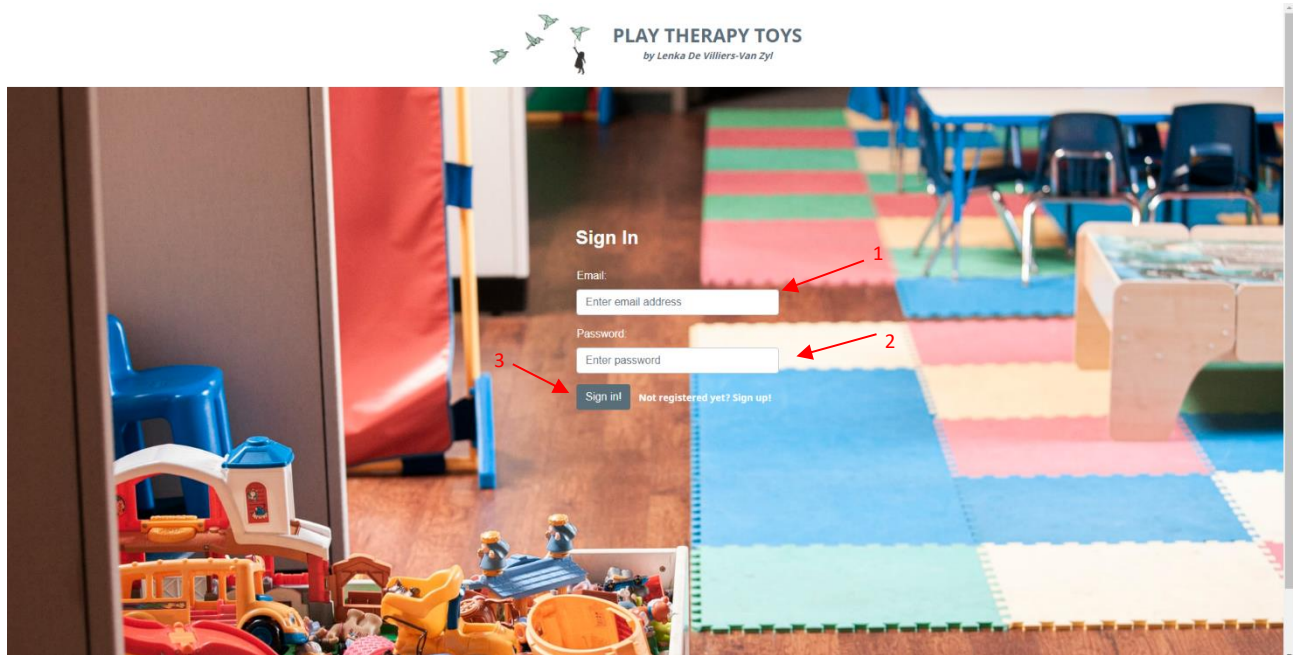 PLAY THERAPY TOYS
by Lenka De Villiers-Van Zyl
Sign In
1
Email:
Enter email address
Password:
2
Enter password
3
Sign in! Not registered yet? Sign up!